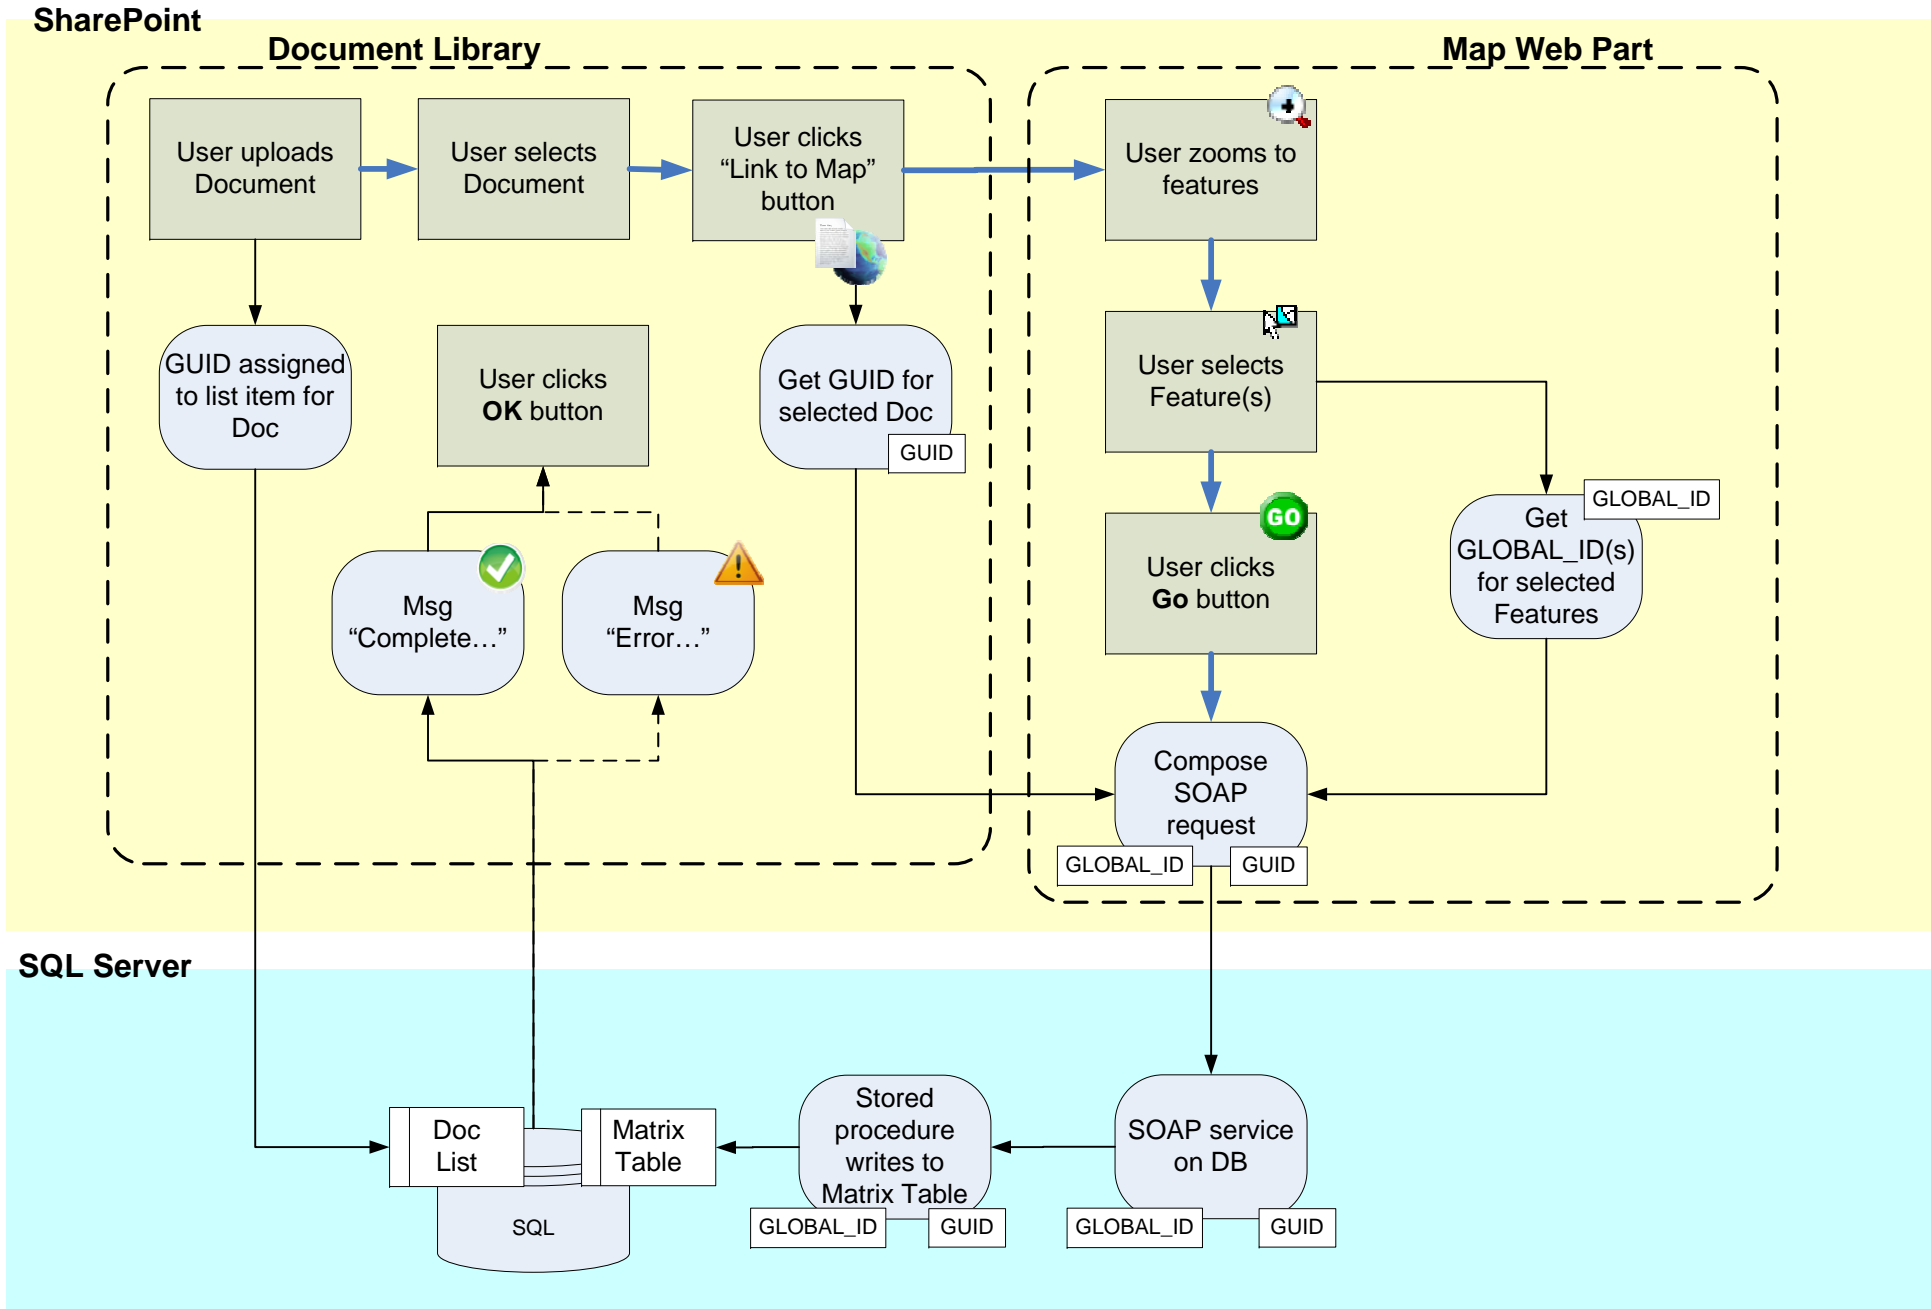 SharePoint
Document Library
Map Web Part
User uploads
Document
User selects
Document
User clicks
“Link to Map”
button
User zooms to
features
GUID assigned
to list item for
Doc
User clicks
OK button
Get GUID for
selected Doc
GUID
User selects
Feature(s)
GLOBAL_ID
Get
GLOBAL_ID(s)
for selected
Features
GO
User clicks
Go button
Msg
“Complete…”
Msg
“Error…”
Compose
SOAP
request
GLOBAL_ID
GUID
SQL Server
Doc
List
Matrix
Table
SQL
Stored
procedure
writes to
Matrix Table
GLOBAL_ID
GUID
SOAP service
on DB
GLOBAL_ID
GUID